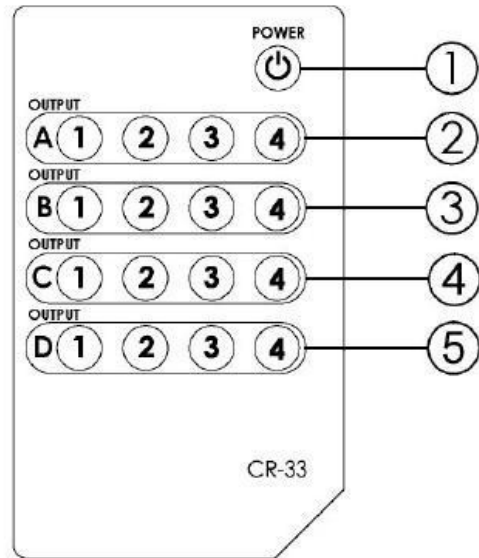 POWER
1
OUTPUT
A 1 2 3 4 2
OUTPUT
B 1 2 3 4 3
OUTPUT
C 1 2 3 4 4
OUTPUT
D 1 2 3 4 5
CR-33